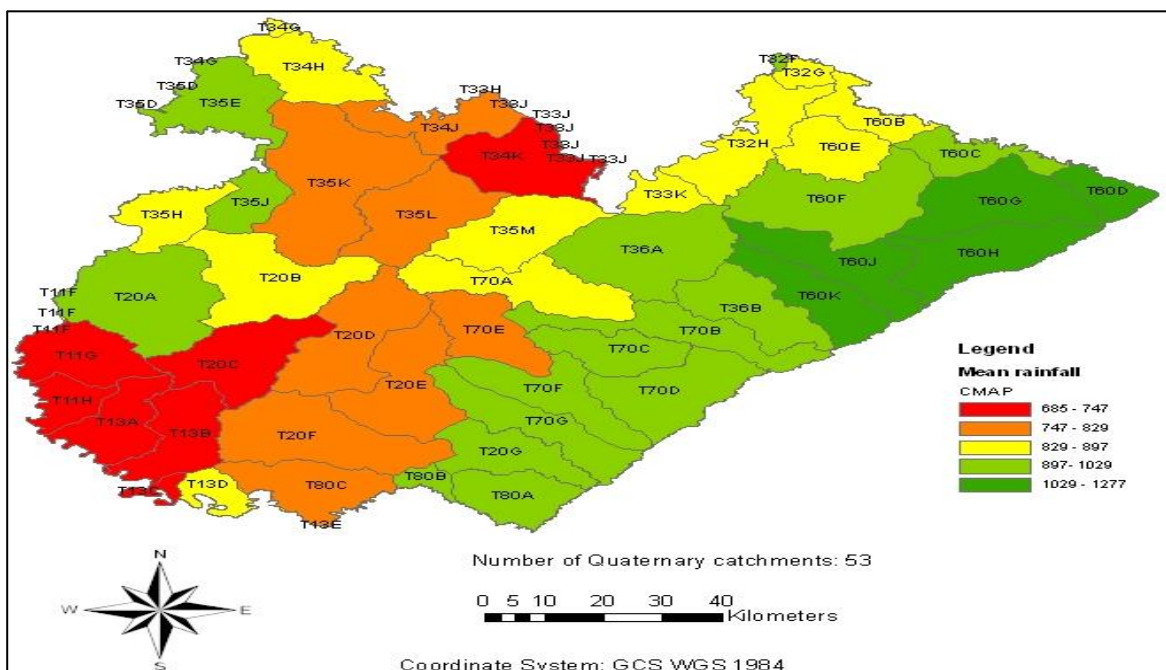 T34G
T34H
T34G
T35D
T35D
T35E
T33H
T33J
T34J
T33J
T33J
T33J
T34K
T33J
T33J
T32F
T32G
T60B
T32H
T60E
T60C
T33K
T60F
T60G
T60D
T35K
T35J
T35H
T35L
T35M
T36A
T60J
T60H
T20B
T70A
T60K
T11F
T20A
T11F
T11F
T36B
T20D
T70E
T70B
T11G
T20C
T70C
T20E
T70F
T70D
T11H
T13A
T13B
T20F
T70G
T20G
T13C
T13D
T80C
T80B
T80A
T13E
Legend
Mean rainfall
CMAP
685 - 747
747 - 829
829 - 897
897- 1029
1029 - 1277
Number of Quaternary catchments: 53
N
W
E
S
0 5 10 20 30 40
Kilometers
Coordinate System: GCS WGS 1984